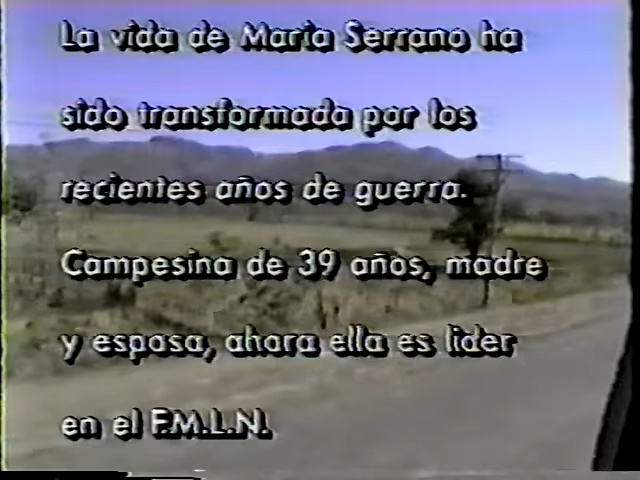 La vida de María Serrano ha
sido transformada por los
recientes años de guerra.
Campesina de 39 años, madre
y esposa, ahora ella es lider
en el F.M.L.N.